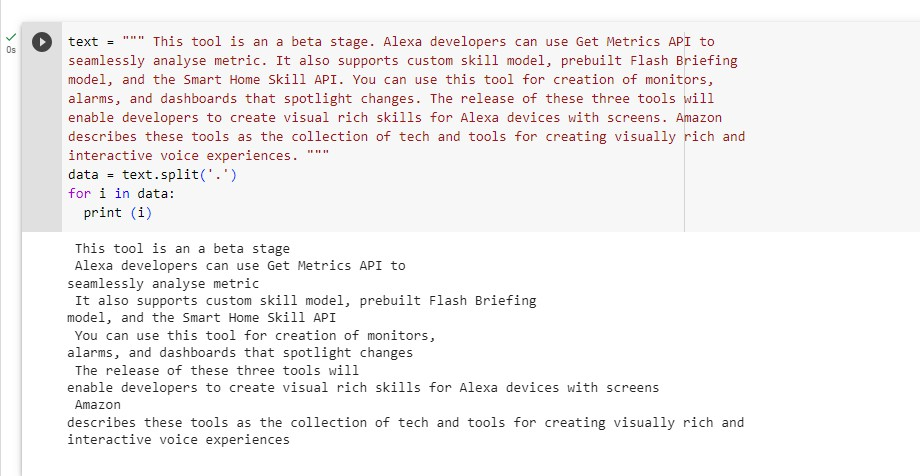 0s
text = """ This tool is an a beta stage. Alexa developers can use Get Metrics API to
seamlessly analyse metric. It also supports custom skill model, prebuilt Flash Briefing
model, and the Smart Home Skill API. You can use this tool for creation of monitors,
alarms, and dashboards that spotlight changes. The release of these three tools will
enable developers to create visual rich skills for Alexa devices with screens. Amazon
describes these tools as the collection of tech and tools for creating visually rich and
interactive voice experiences. """
data = text.split('.')
for i in data:
  print (i)
 This tool is an a beta stage
 Alexa developers can use Get Metrics API to
seamlessly analyse metric
 It also supports custom skill model, prebuilt Flash Briefing
model, and the Smart Home Skill API
 You can use this tool for creation of monitors,
alarms, and dashboards that spotlight changes
 The release of these three tools will
enable developers to create visual rich skills for Alexa devices with screens
 Amazon
describes these tools as the collection of tech and tools for creating visually rich and
interactive voice experiences